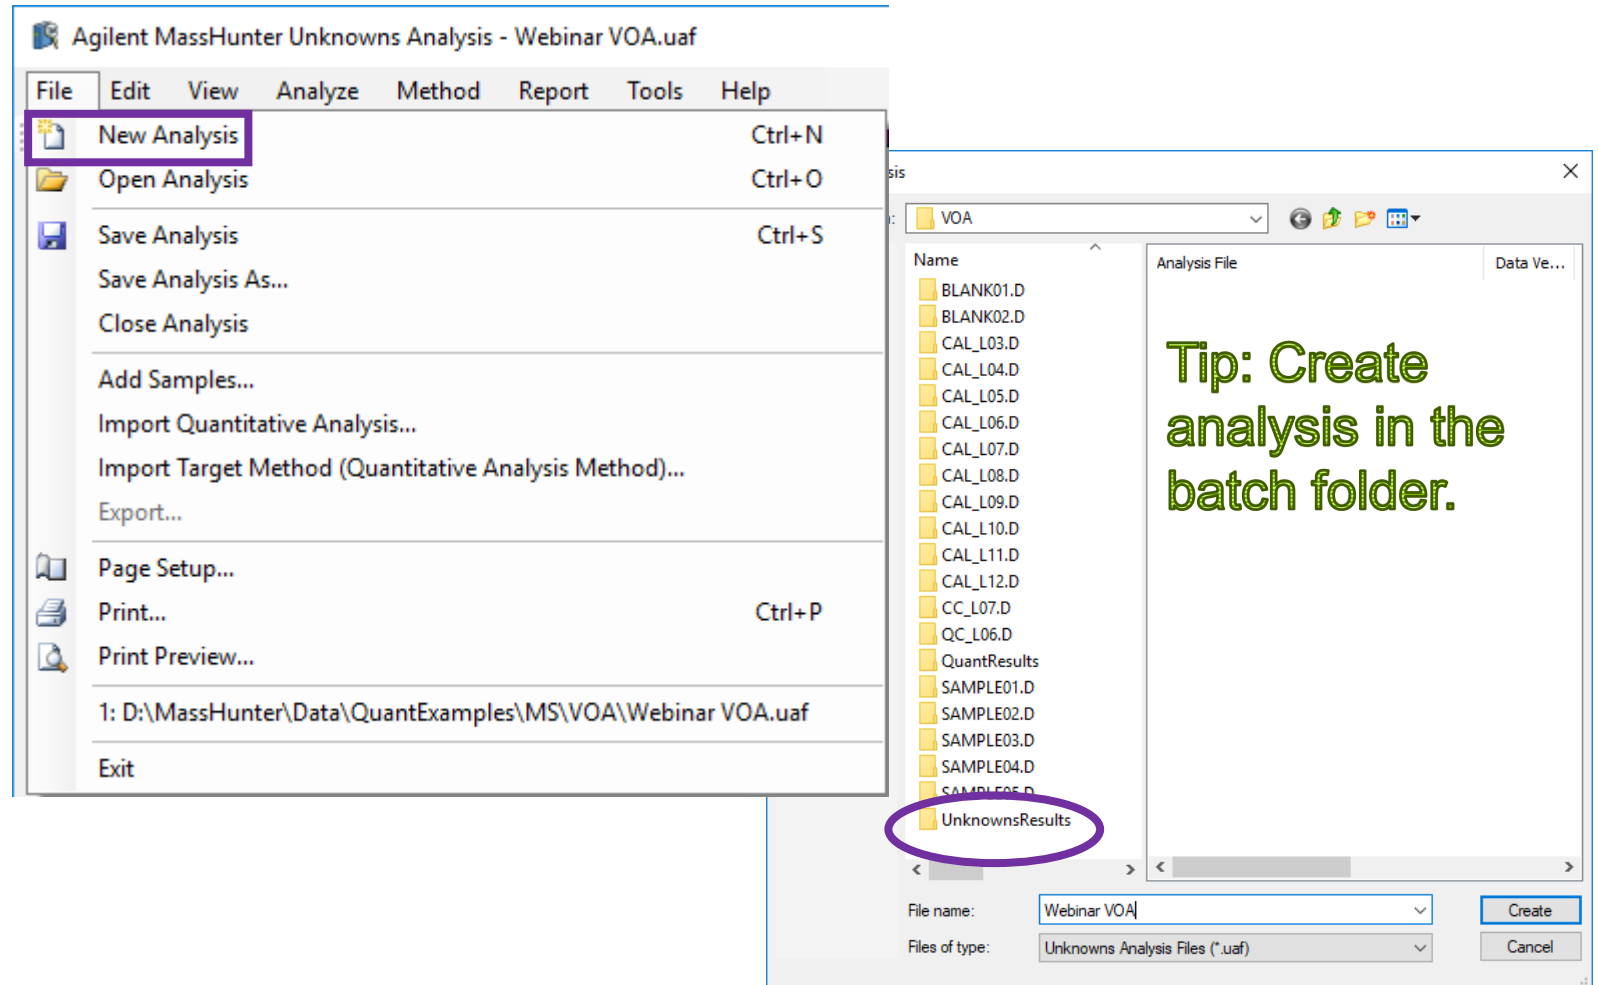 Agilent MassHunter Unknowns Analysis - Webinar VOA.uaf
File Edit View Analyze Method Report Tools Help
New Analysis Ctrl+N
Open Analysis Ctrl+O
Save Analysis Ctrl+S
Save Analysis As...
Close Analysis
Add Samples...
Import Quantitative Analysis...
Import Target Method (Quantitative Analysis Method)...
Export...
Page Setup...
Print... Ctrl+P
Print Preview...
1: D:\MassHunter\Data\QuantExamples\MS\VOA\Webinar VOA.uaf
Exit
sis
: VOA
Name
BLANK01.D
BLANK02.D
CAL_L03.D
CAL_L04.D
CAL_L05.D
CAL_L06.D
CAL_L07.D
CAL_L08.D
CAL_L09.D
CAL_L10.D
CAL_L11.D
CAL_L12.D
CC_L07.D
QC_L06.D
QuantResults
SAMPLE01.D
SAMPLE02.D
SAMPLE03.D
SAMPLE04.D
SAMPLE05.D
UnknownsResults
Analysis File Data Ve...
Tip: Create
analysis in the
batch folder.
File name: Webinar VOA Create
Files of type: Unknowns Analysis Files (*.uaf) Cancel